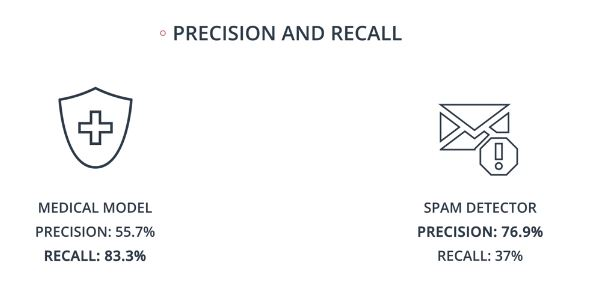 PRECISION AND RECALL
MEDICAL MODEL
PRECISION: 55.7%
RECALL: 83.3%
SPAM DETECTOR
PRECISION: 76.9%
RECALL: 37%